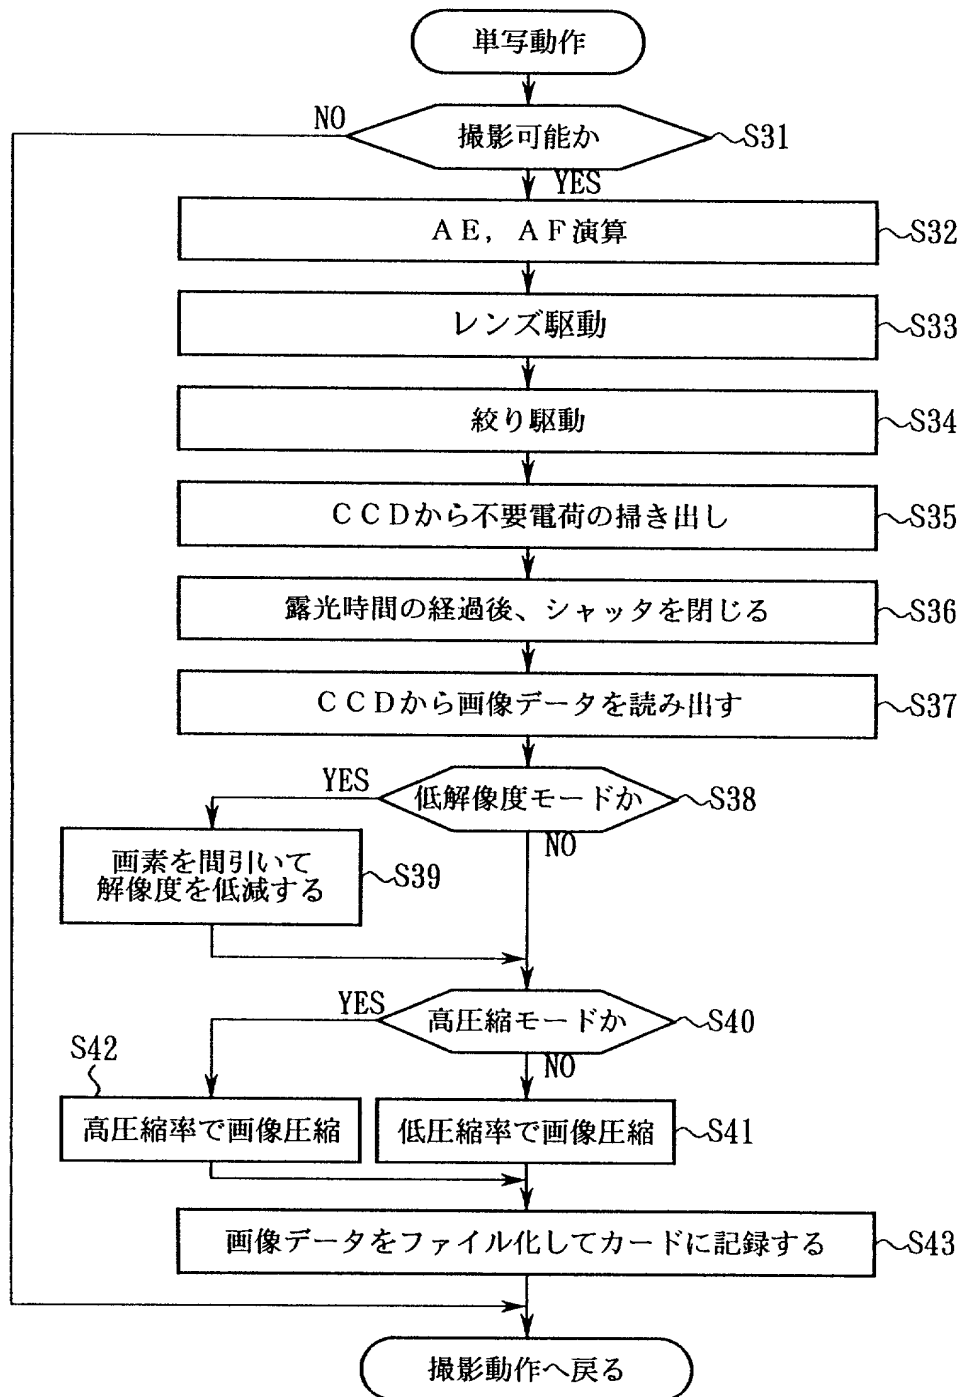 単写動作
NO
撮影可能か
S31
YES
ＡＥ，ＡＦ演算
S32
レンズ駆動
S33
絞り駆動
S34
ＣＣＤから不要電荷の掃き出し
S35
露光時間の経過後、シャッタを閉じる
S36
ＣＣＤから画像データを読み出す
S37
YES
低解像度モードか
S38
NO
画素を間引いて
解像度を低減する
S39
YES
高圧縮モードか
S40
S42
NO
高圧縮率で画像圧縮
低圧縮率で画像圧縮
S41
画像データをファイル化してカードに記録する
S43
撮影動作へ戻る